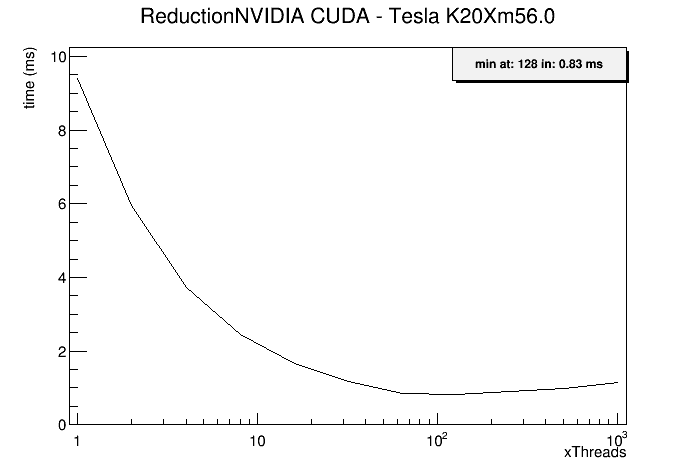 ReductionNVIDIA CUDA - Tesla K20Xm56.0
time (ms)
min at: 128 in: 0.83 ms
10
8
6
4
2
0
1
10
10²
10³
xThreads